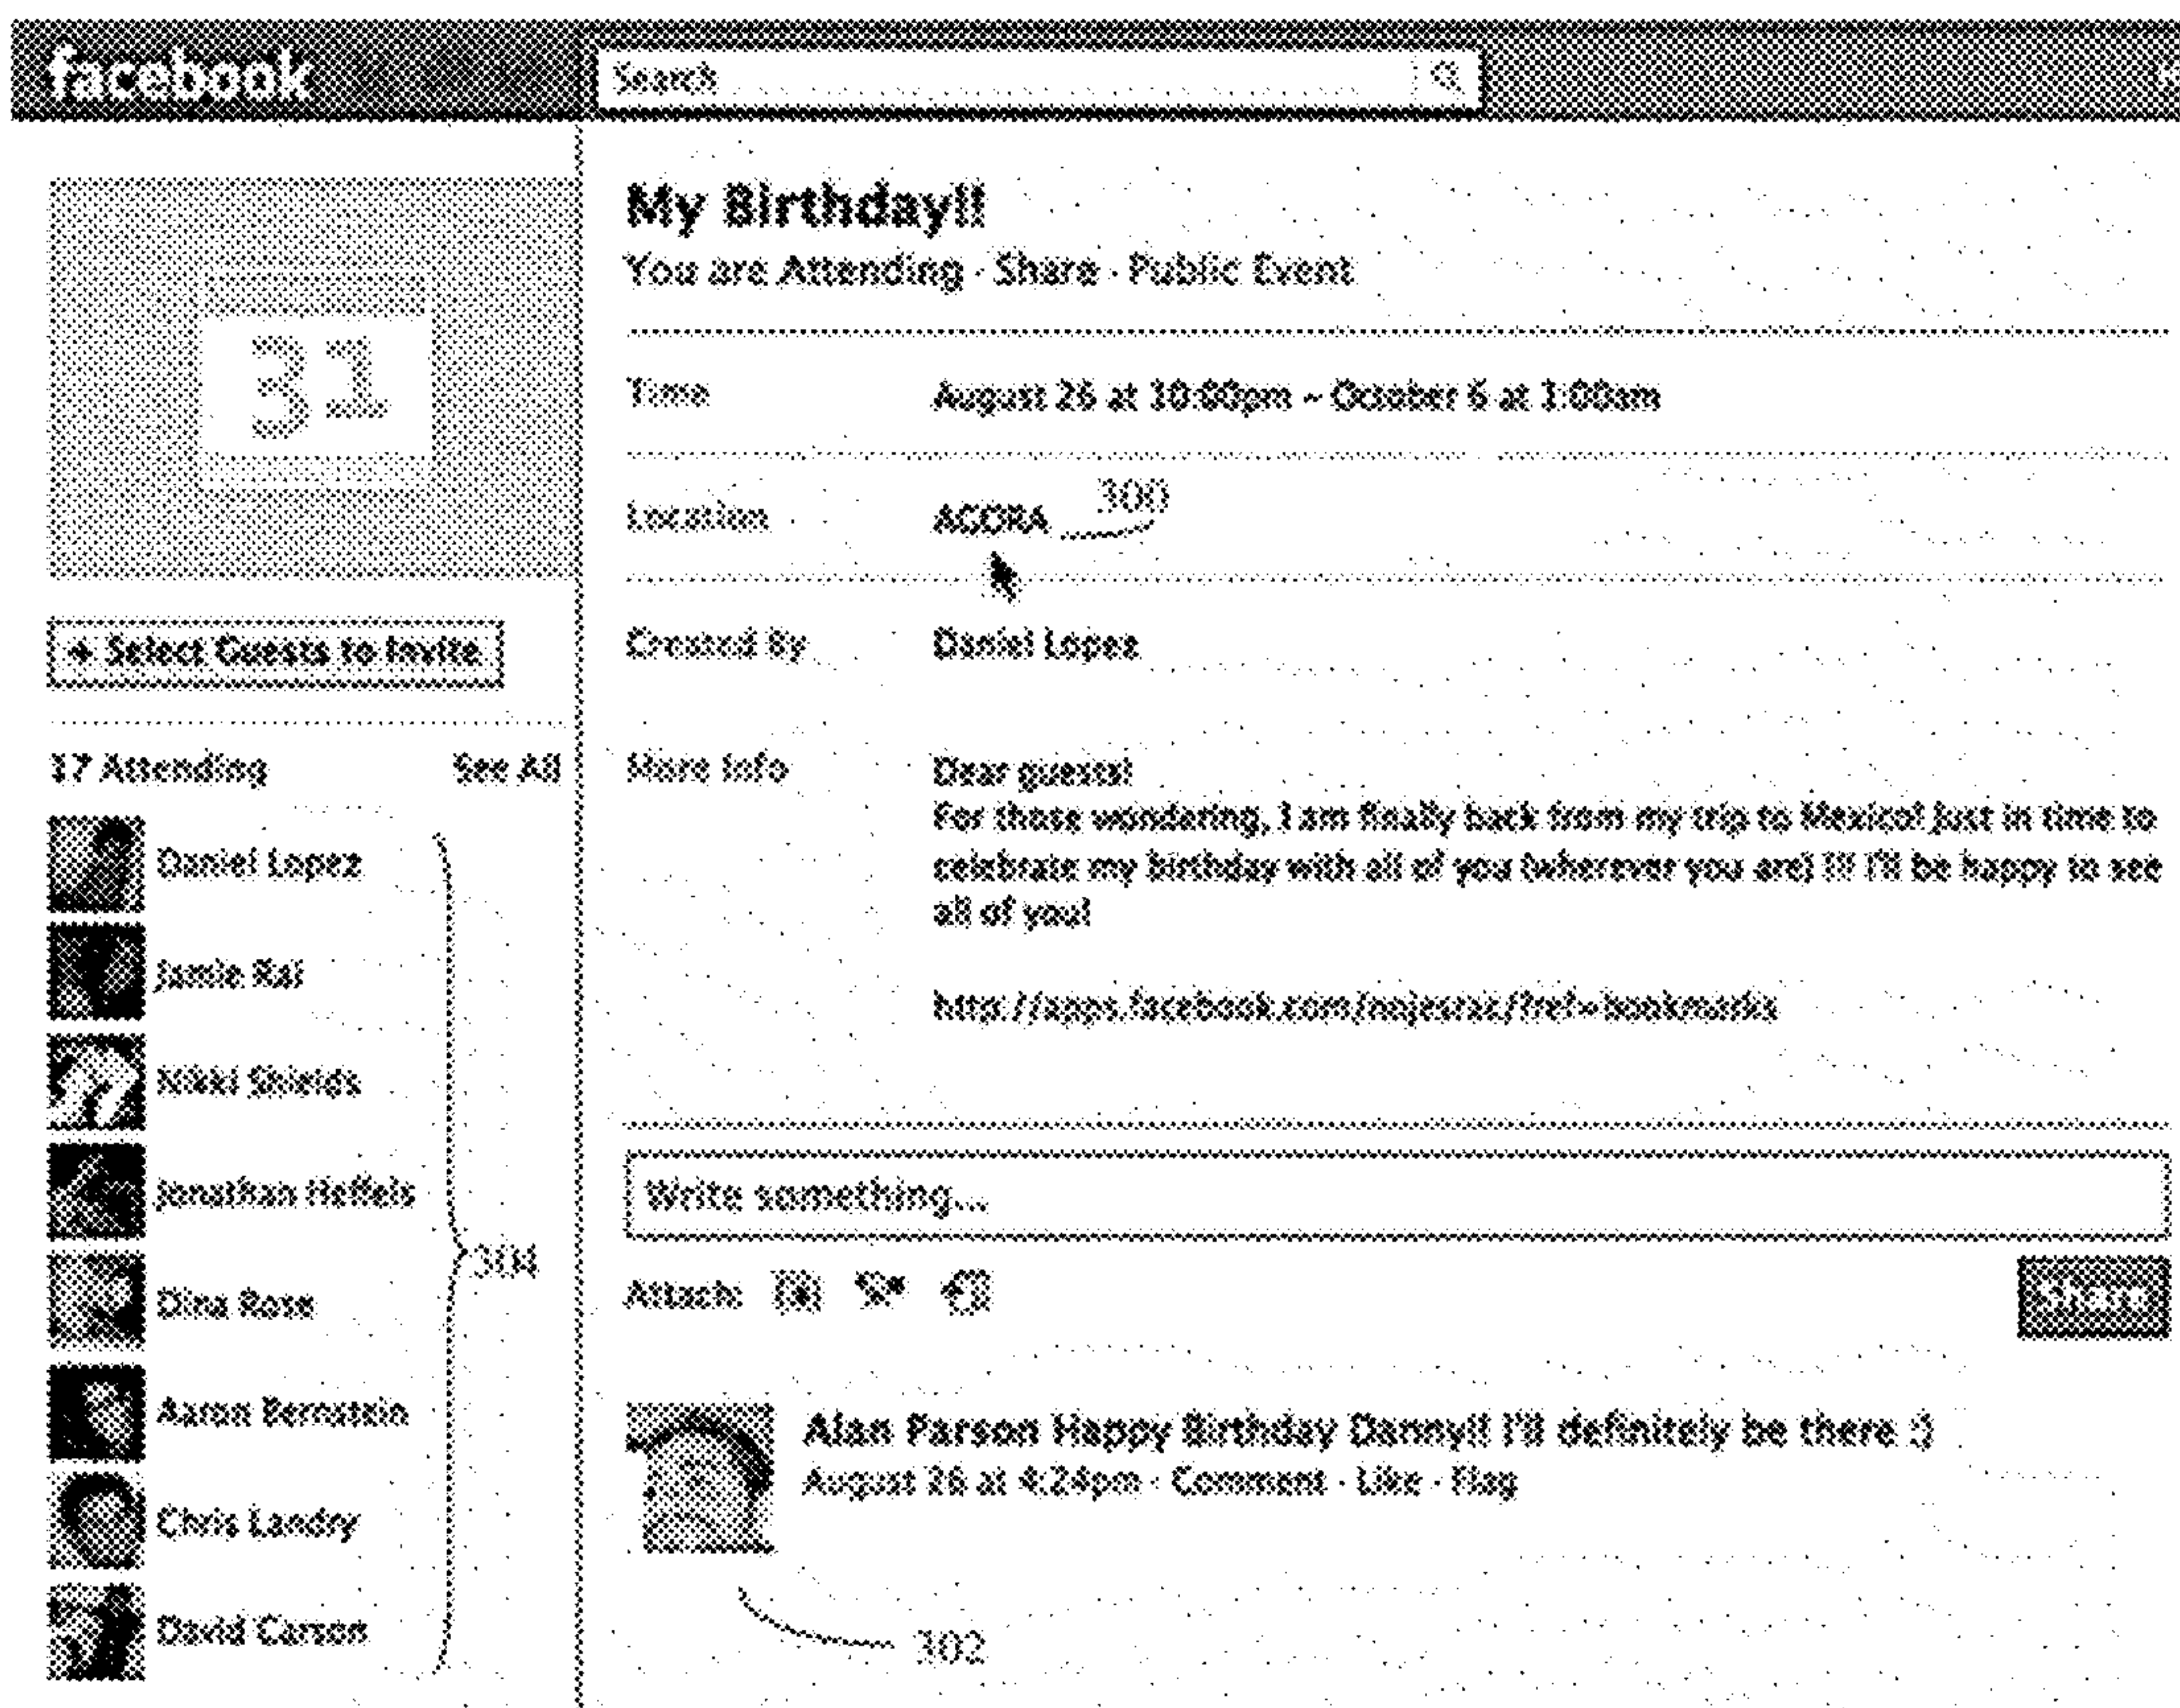 facebook
Search
31
+ Select Guests to Invite
17 Attending See All
Daniel Lopez
Jamie Rai
Nikki Shields
Jonathan Heffels
Dina Rose
Aaron Bernstein
Chris Landry
David Carson
304
My Birthday!!
You are Attending · Share · Public Event
Time August 26 at 10:00pm - October 6 at 1:00am
Location AGORA 300
Created By Daniel Lopez
More Info Dear guests!
For those wondering, I am finally back from my trip to Mexico! Just in time to
celebrate my birthday with all of you (wherever you are) !!! I'll be happy to see
all of you!
Write something...
Attach:
Share
Alan Parson Happy Birthday Danny!! I'll definitely be there :)
August 26 at 4:24pm · Comment · Like · Flag
302